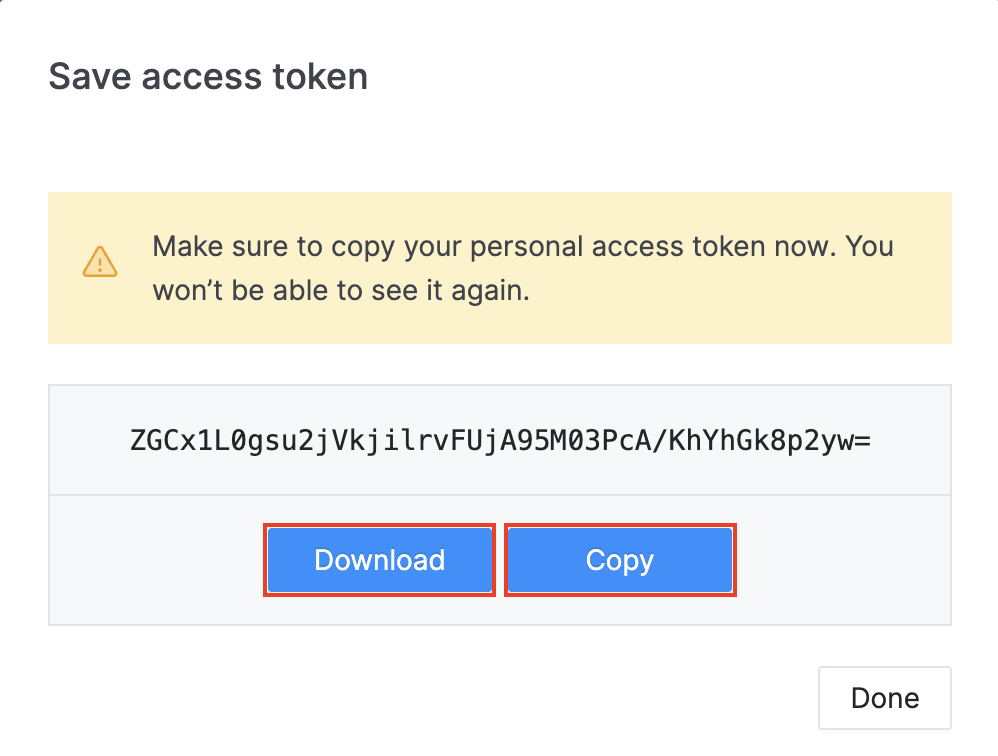 Save access token
Make sure to copy your personal access token now. You
won’t be able to see it again.
ZGCx1L0gsu2jVkjilrvFUjA95M03PcA/KhYhGk8p2yw=
Download
Copy
Done